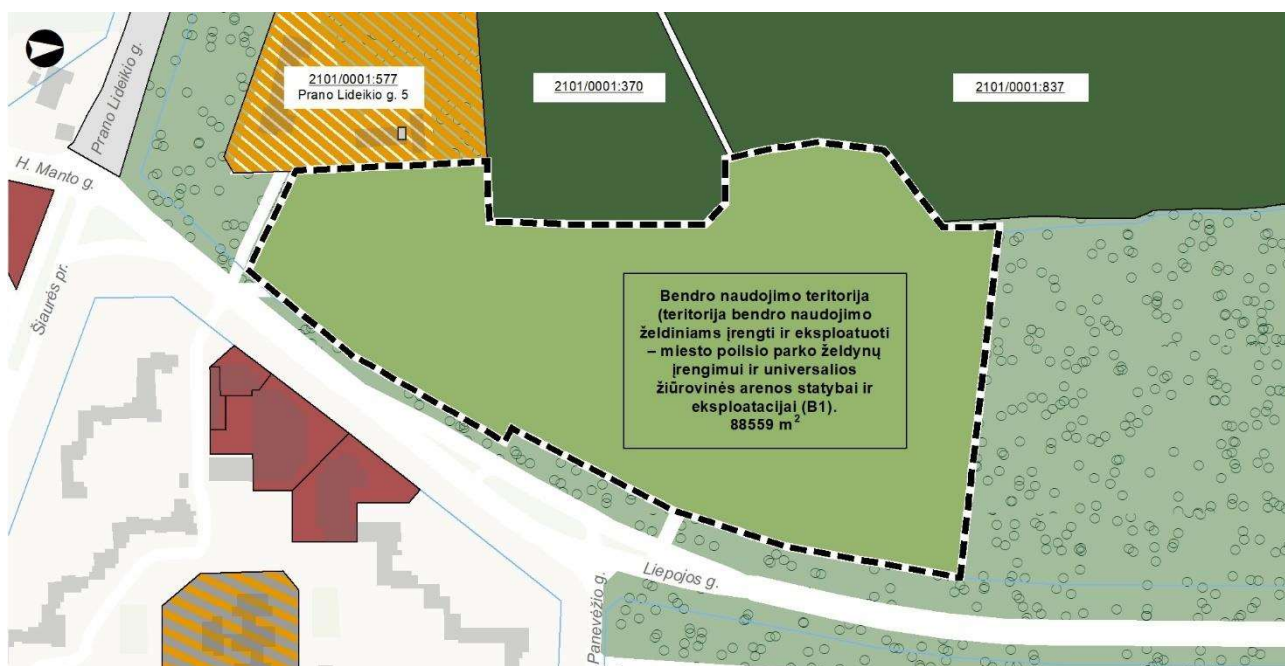 Prano Lideikio g.
2101/0001:577
Prano Lideikio g. 5
2101/0001:370
2101/0001:837
H. Manto g.
Šiaurės pr.
Bendro naudojimo teritorija
(teritorija bendro naudojimo
želdiniams įrengti ir eksploatuoti
– miesto poilsio parko želdynų
įrengimui ir universalios
žiūrovinės arenos statybai ir
eksploatacijai (B1).
88559 m²
Liepojos g.
Panevėžio g.